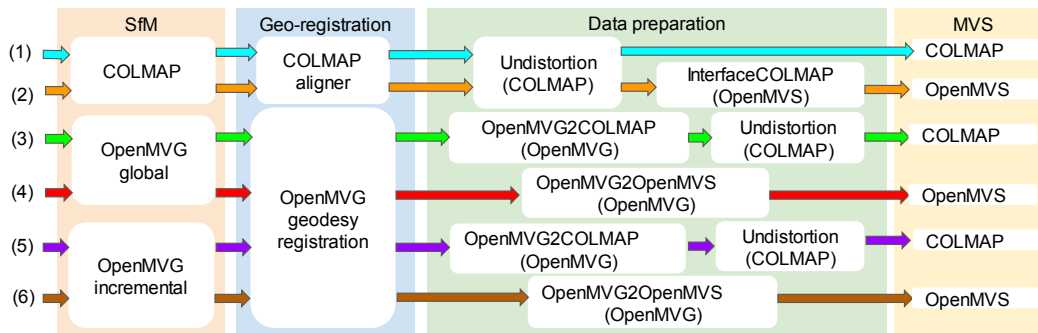 SfM
Geo-registration
Data preparation
MVS
(1)
(2)
(3)
(4)
(5)
(6)
COLMAP
OpenMVG
global
OpenMVG
incremental
COLMAP
aligner
OpenMVG
geodesy
registration
Undistortion
(COLMAP)
InterfaceCOLMAP
(OpenMVS)
OpenMVG2COLMAP
(OpenMVG)
Undistortion
(COLMAP)
OpenMVG2OpenMVS
(OpenMVG)
OpenMVG2COLMAP
(OpenMVG)
Undistortion
(COLMAP)
OpenMVG2OpenMVS
(OpenMVG)
COLMAP
OpenMVS
COLMAP
OpenMVS
COLMAP
OpenMVS